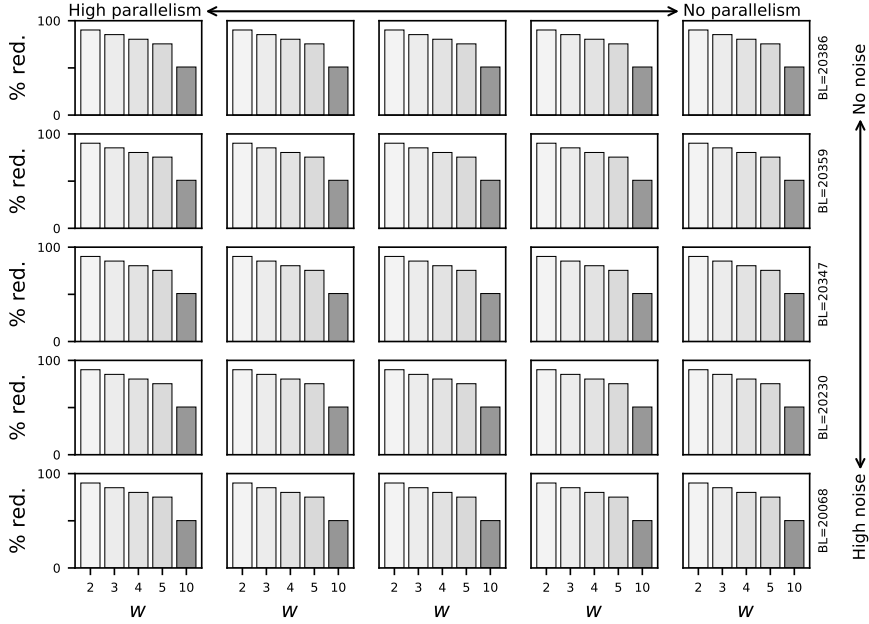 High parallelism No parallelism
100
% red.
0
BL=20386
No noise
100
% red.
0
BL=20359
100
% red.
0
BL=20347
100
% red.
0
BL=20230
100
% red.
0
BL=20068
High noise
2 3 4 5 10 2 3 4 5 10 2 3 4 5 10 2 3 4 5 10 2 3 4 5 10
w w w w w